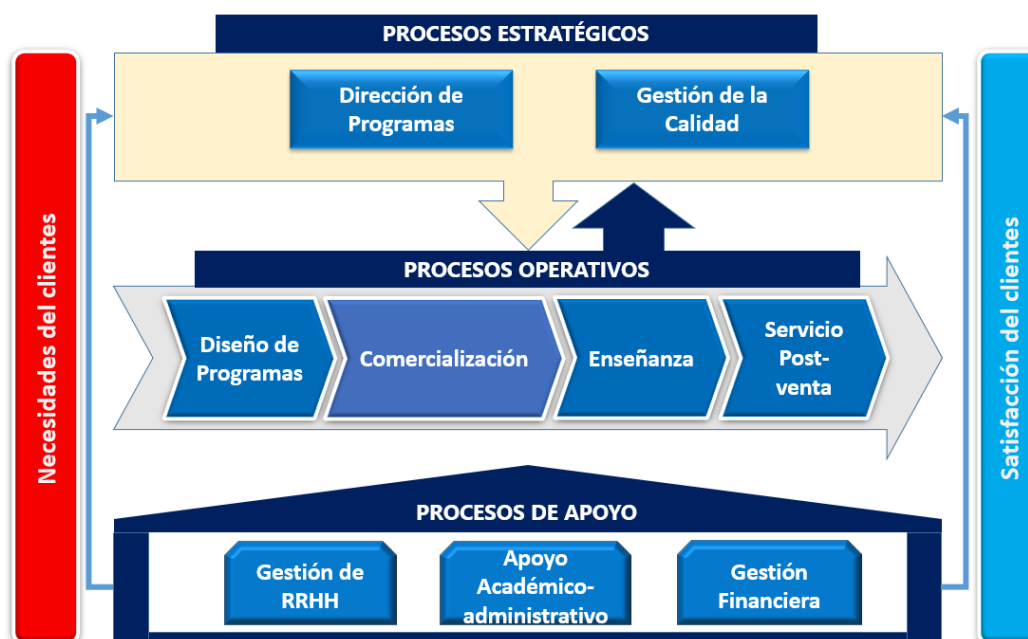 PROCESOS ESTRATÉGICOS
Dirección de
Programas
Gestión de la
Calidad
Necesidades del clientes
Satisfacción del clientes
PROCESOS OPERATIVOS
Diseño de
Programas
Comercialización
Enseñanza
Servicio
Post-
venta
PROCESOS DE APOYO
Gestión de
RRHH
Apoyo
Académico-
administrativo
Gestión
Financiera